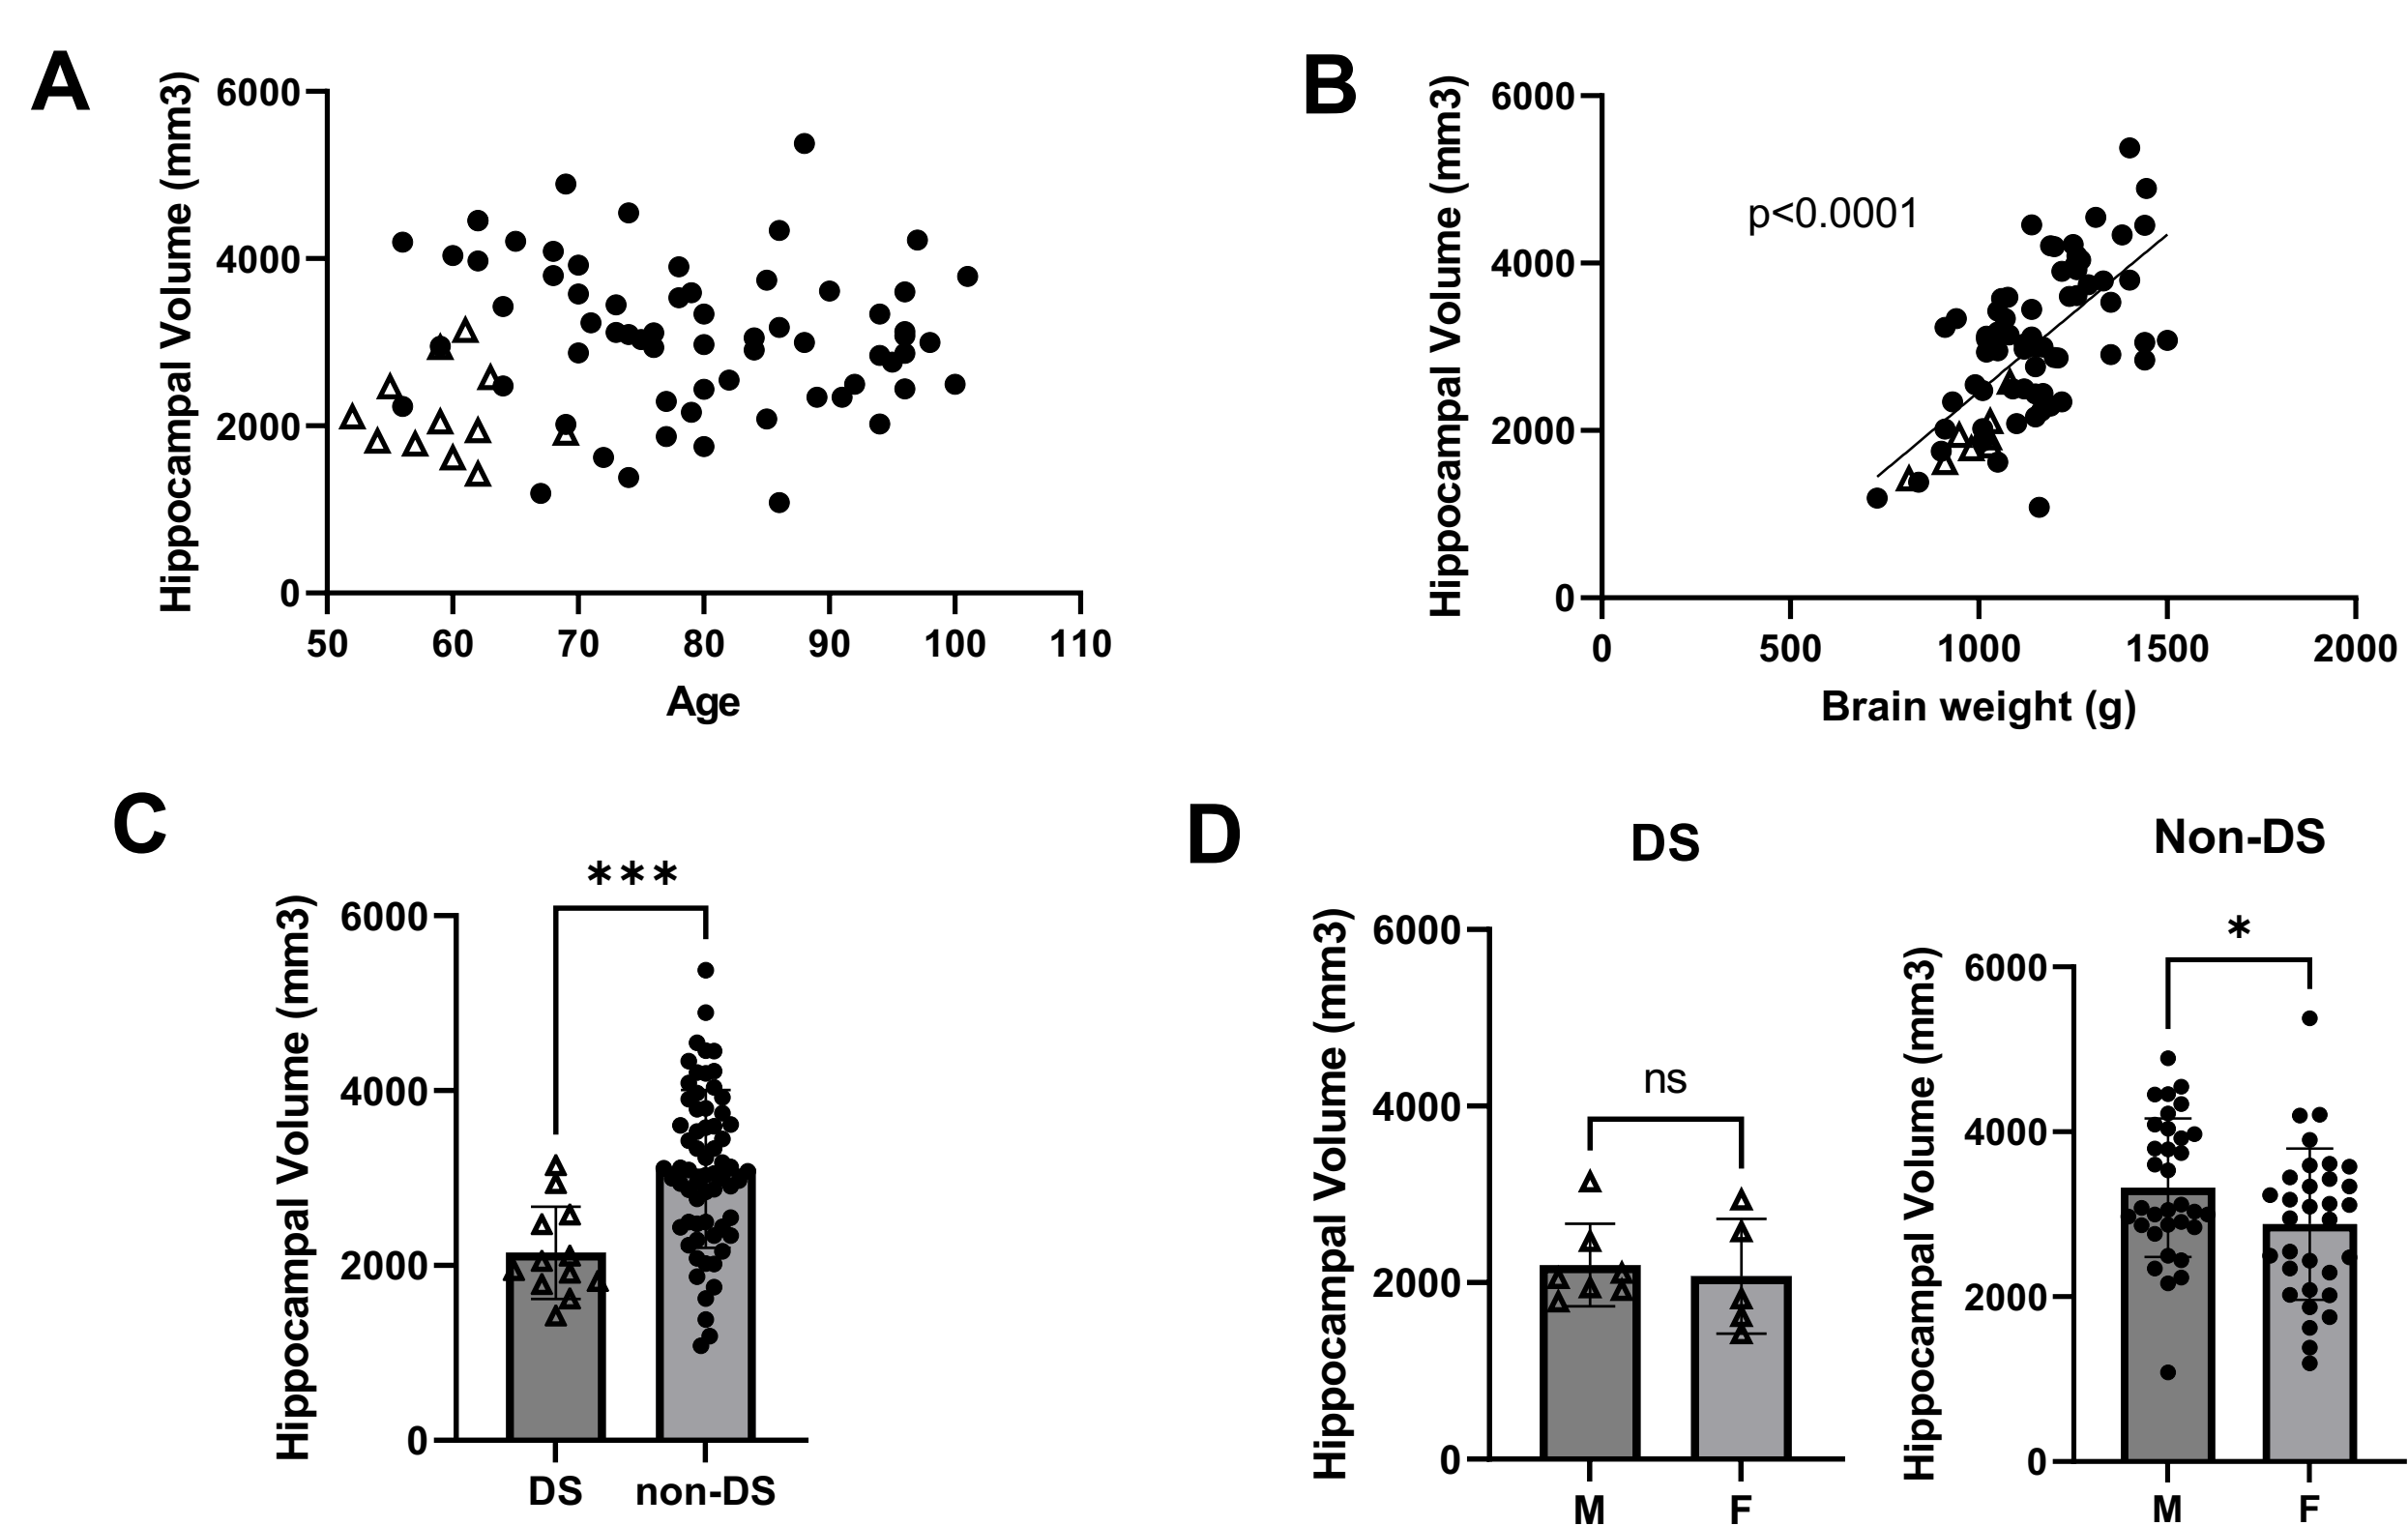 A
Hippocampal Volume (mm3)
6000
4000
2000
0
50 60 70 80 90 100 110
Age
B
Hippocampal Volume (mm3)
6000
4000
2000
0
p<0.0001
0 500 1000 1500 2000
Brain weight (g)
C
Hippocampal Volume (mm3)
6000
4000
2000
0
***
DS non-DS
D
DS
Hippocampal Volume (mm3)
6000
4000
2000
0
ns
M F
Non-DS
Hippocampal Volume (mm3)
6000
4000
2000
0
*
M F